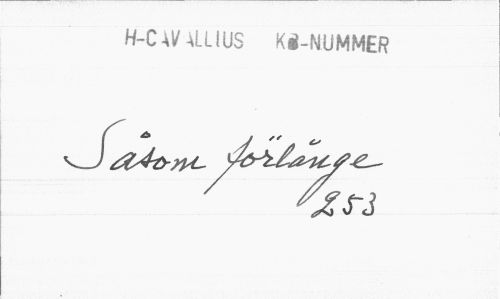 H-CAVALLIUS KB-NUMMER
Såsom förlänge
253